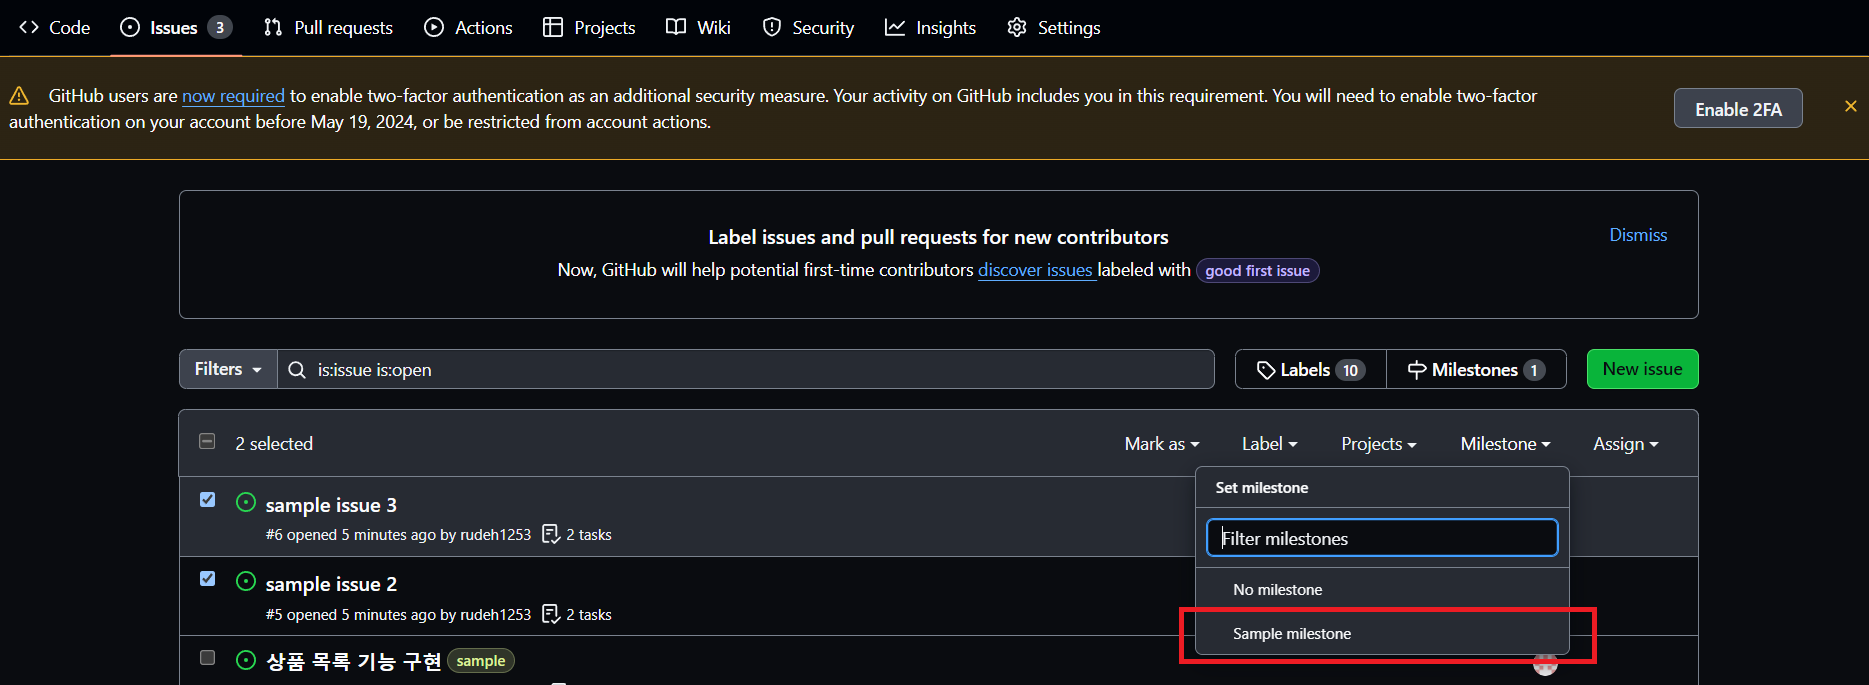 Code Issues 3 Pull requests Actions Projects Wiki Security Insights Settings
GitHub users are now required to enable two-factor authentication as an additional security measure. Your activity on GitHub includes you in this requirement. You will need to enable two-factor
authentication on your account before May 19, 2024, or be restricted from account actions.
Enable 2FA
Label issues and pull requests for new contributors
Dismiss
Now, GitHub will help potential first-time contributors discover issues labeled with good first issue
Filters is:issue is:open Labels 10 Milestones 1 New issue
2 selected Mark as Label Projects Milestone Assign
Set milestone
Filter milestones
No milestone
Sample milestone
sample issue 3
#6 opened 5 minutes ago by rudeh1253 2 tasks
sample issue 2
#5 opened 5 minutes ago by rudeh1253 2 tasks
상품 목록 기능 구현 sample